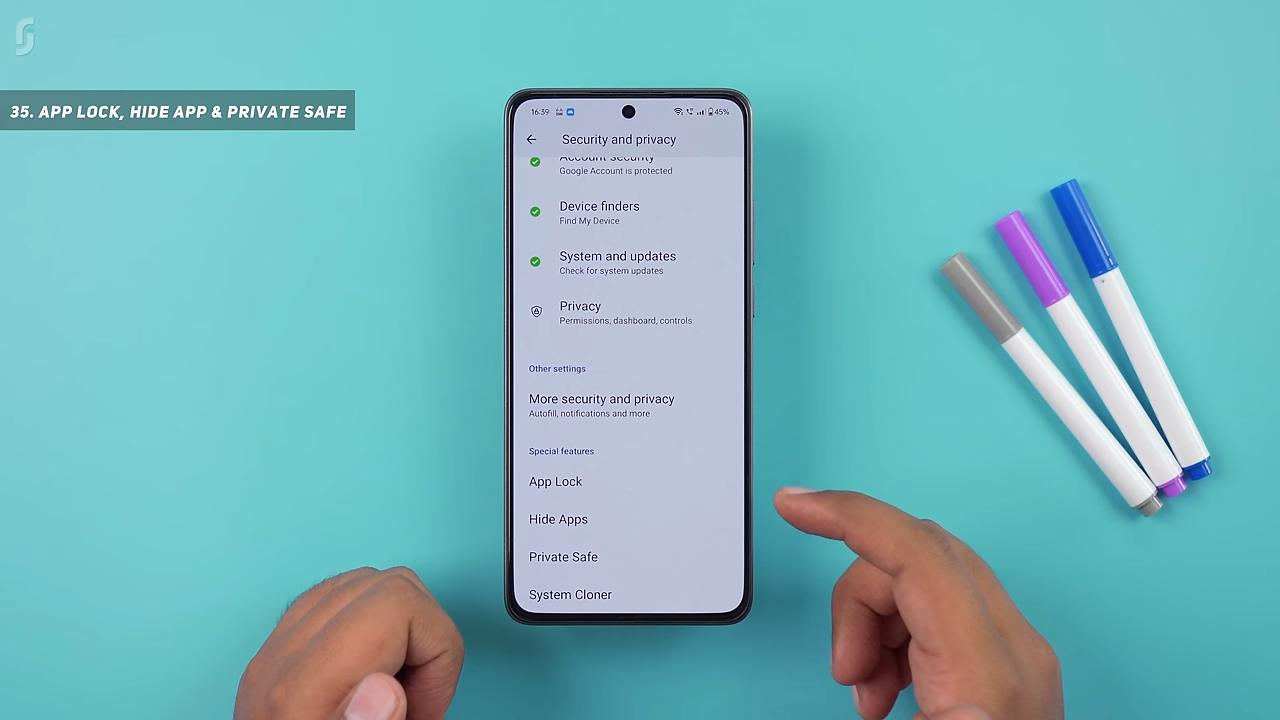 35. APP LOCK, HIDE APP & PRIVATE SAFE
16:39
45%
Security and privacy
Account security
Google Account is protected
Device finders
Find My Device
System and updates
Check for system updates
Privacy
Permissions, dashboard, controls
Other settings
More security and privacy
Autofill, notifications and more
Special features
App Lock
Hide Apps
Private Safe
System Cloner